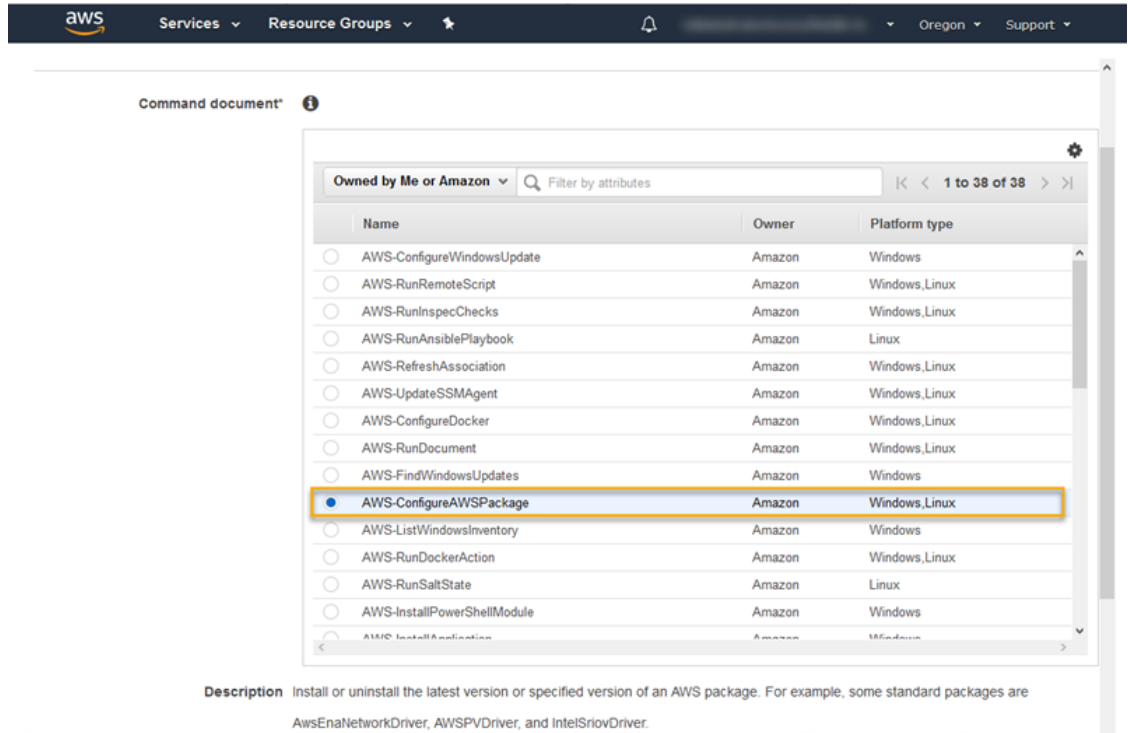 aws Services Resource Groups Oregon Support
Command document*
Owned by Me or Amazon Filter by attributes 1 to 38 of 38
Name Owner Platform type
AWS-ConfigureWindowsUpdate Amazon Windows
AWS-RunRemoteScript Amazon Windows,Linux
AWS-RunInspecChecks Amazon Windows,Linux
AWS-RunAnsiblePlaybook Amazon Linux
AWS-RefreshAssociation Amazon Windows,Linux
AWS-UpdateSSMAgent Amazon Windows,Linux
AWS-ConfigureDocker Amazon Windows,Linux
AWS-RunDocument Amazon Windows,Linux
AWS-FindWindowsUpdates Amazon Windows
AWS-ConfigureAWSPackage Amazon Windows,Linux
AWS-ListWindowsInventory Amazon Windows
AWS-RunDockerAction Amazon Windows,Linux
AWS-RunSaltState Amazon Linux
AWS-InstallPowerShellModule Amazon Windows
AWS-InstallApplication Amazon Windows
Description Install or uninstall the latest version or specified version of an AWS package. For example, some standard packages are
AwsEnaNetworkDriver, AWSPVDriver, and IntelSriovDriver.